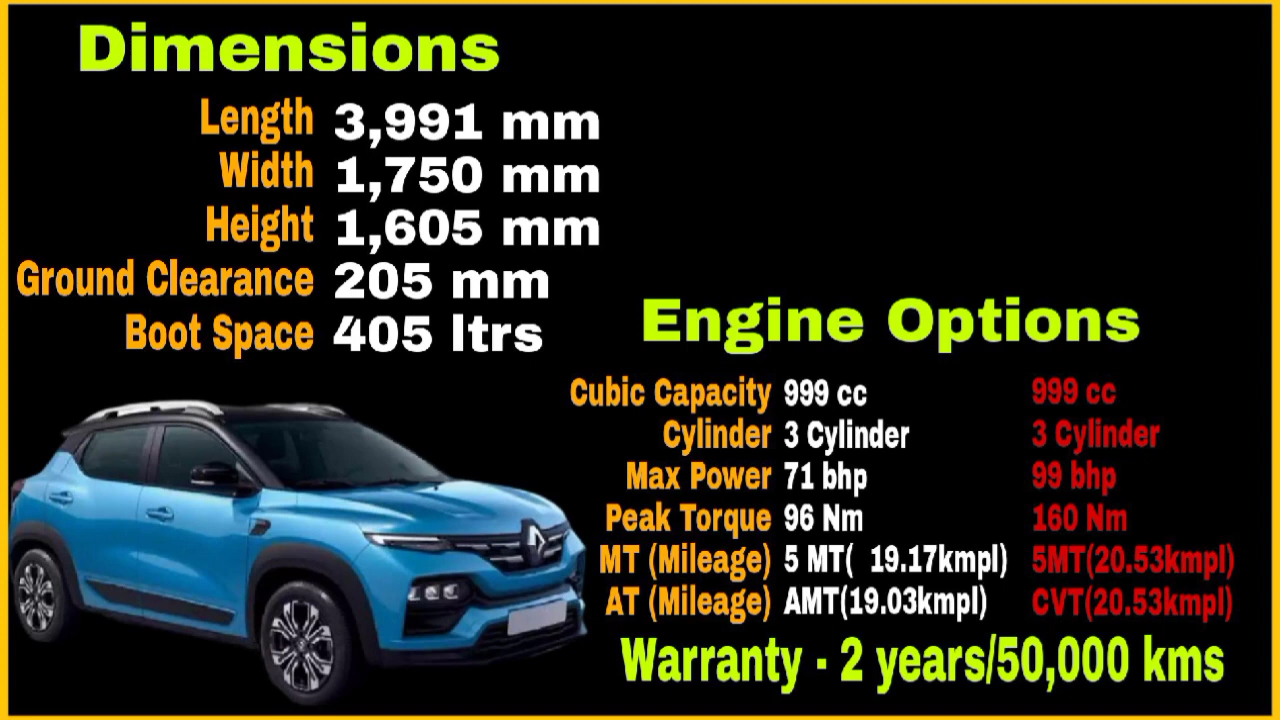 Dimensions
Length 3,991 mm
Width 1,750 mm
Height 1,605 mm
Ground Clearance 205 mm
Boot Space 405 ltrs
Engine Options
Cubic Capacity 999 cc 999 cc
Cylinder 3 Cylinder 3 Cylinder
Max Power 71 bhp 99 bhp
Peak Torque 96 Nm 160 Nm
MT (Mileage) 5 MT( 19.17kmpl) 5MT(20.53kmpl)
AT (Mileage) AMT(19.03kmpl) CVT(20.53kmpl)
Warranty - 2 years/50,000 kms